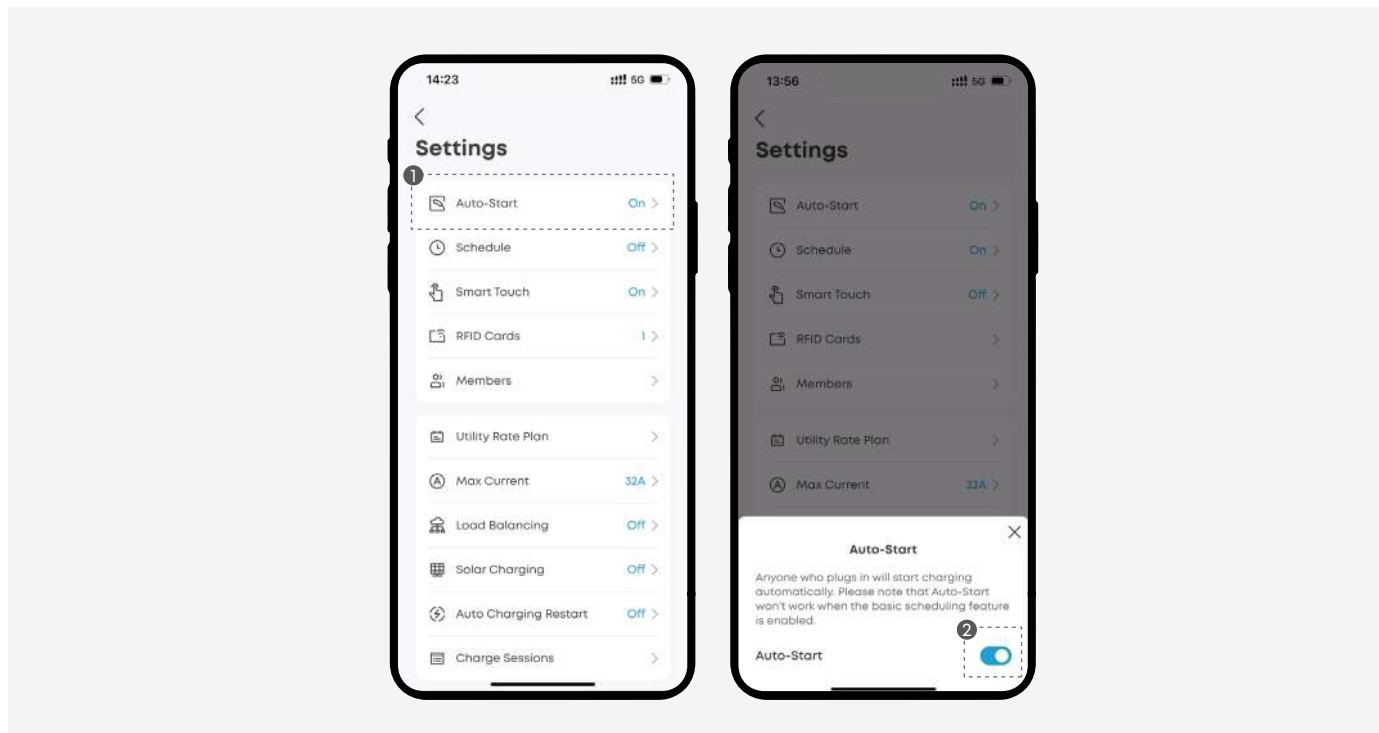 14:23
5G
Settings
1
Auto-Start On
Schedule Off
Smart Touch On
RFID Cards 1
Members
Utility Rate Plan
Max Current 32A
Load Balancing Off
Solar Charging Off
Auto Charging Restart Off
Charge Sessions
13:56
5G
Settings
Auto-Start On
Schedule On
Smart Touch Off
RFID Cards
Members
Utility Rate Plan
Max Current 32A
Auto-Start
Anyone who plugs in will start charging
automatically. Please note that Auto-Start
won't work when the basic scheduling feature
is enabled.
2
Auto-Start